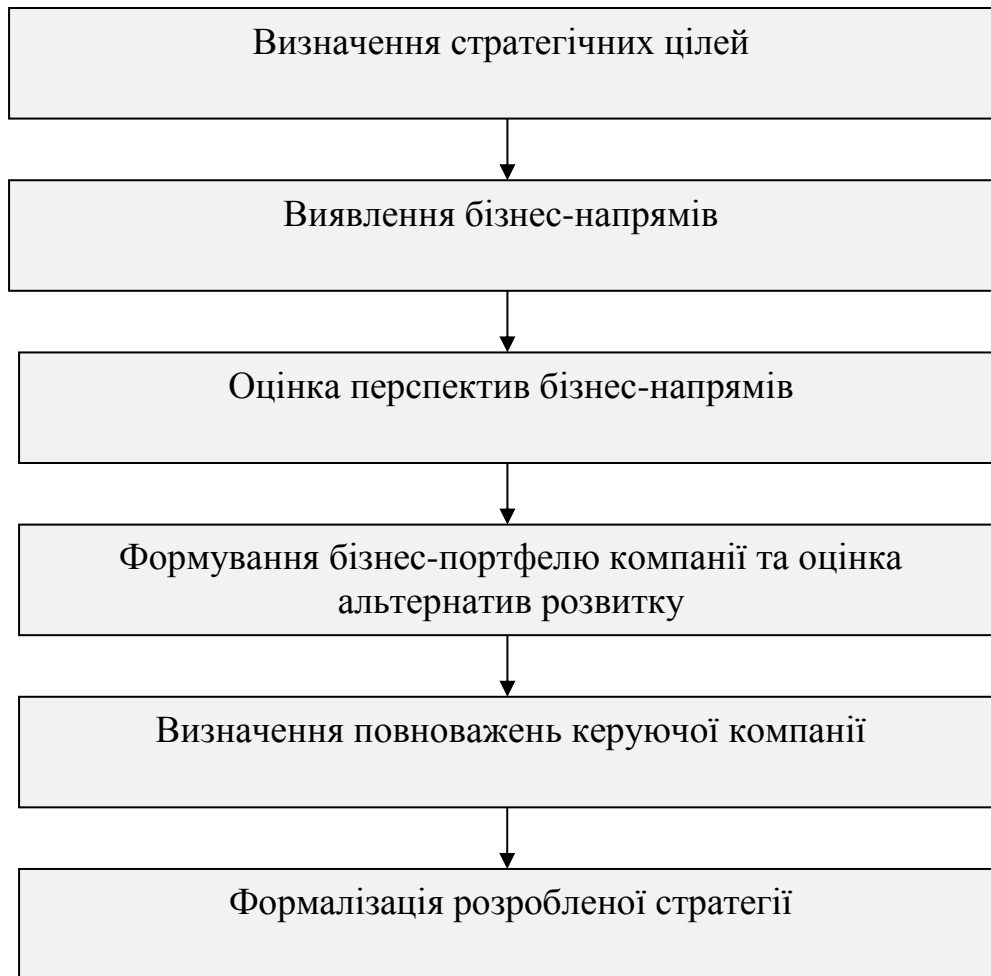 Визначення стратегічних цілей
Виявлення бізнес-напрямів
Оцінка перспектив бізнес-напрямів
Формування бізнес-портфелю компанії та оцінка
альтернатив розвитку
Визначення повноважень керуючої компанії
Формалізація розробленої стратегії